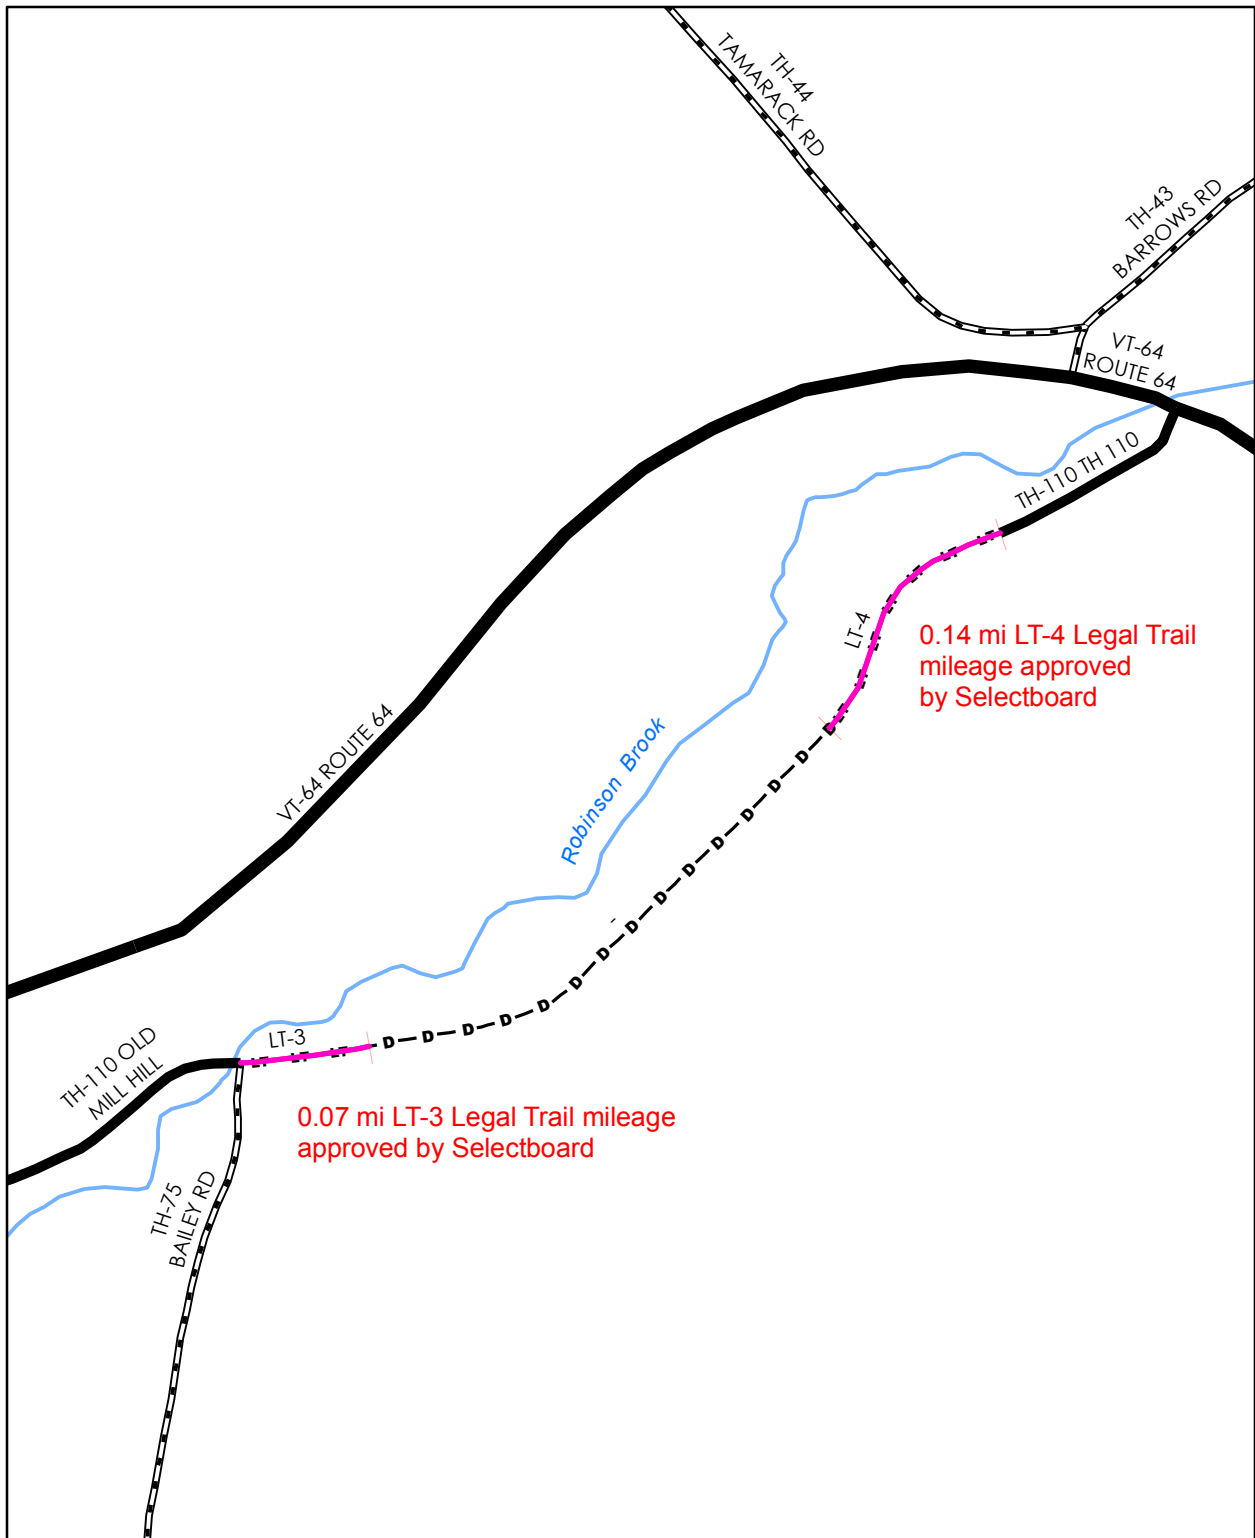 TH-44
TAMARACK RD
TH-43
BARROWS RD
VT-64
ROUTE 64
TH-110 TH 110
LT-4
0.14 mi LT-4 Legal Trail
mileage approved
by Selectboard
VT-64 ROUTE 64
Robinson Brook
D D D D D D D D D D D D D D
LT-3
TH-110 OLD
MILL HILL
0.07 mi LT-3 Legal Trail mileage
approved by Selectboard
TH-75
BAILEY RD